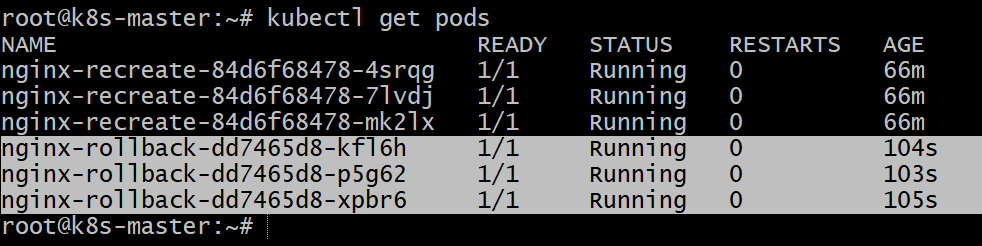 root@k8s-master:~# kubectl get pods
NAME READY STATUS RESTARTS AGE
nginx-recreate-84d6f68478-4srqg 1/1 Running 0 66m
nginx-recreate-84d6f68478-7lvdj 1/1 Running 0 66m
nginx-recreate-84d6f68478-mk2lx 1/1 Running 0 66m
nginx-rollback-dd7465d8-kfl6h 1/1 Running 0 104s
nginx-rollback-dd7465d8-p5g62 1/1 Running 0 103s
nginx-rollback-dd7465d8-xpbr6 1/1 Running 0 105s
root@k8s-master:~#